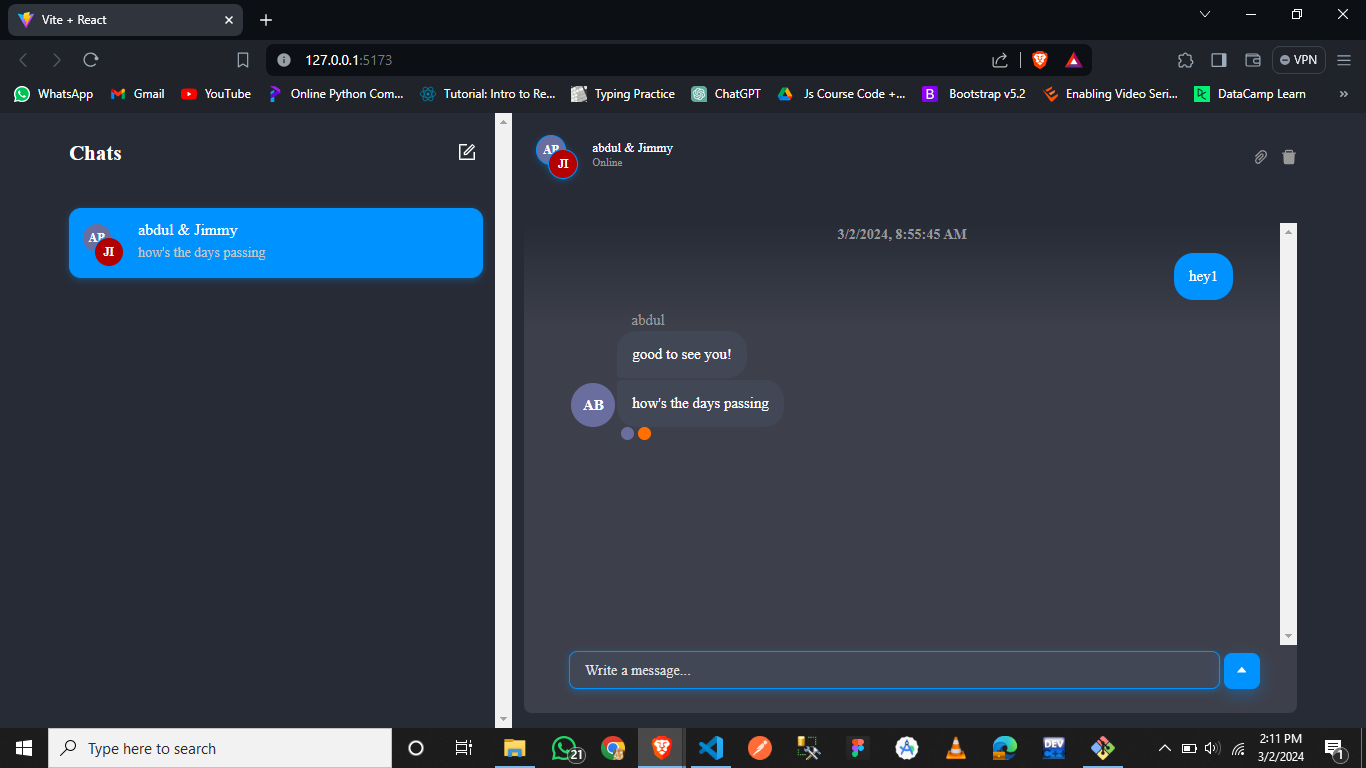 Vite + React
127.0.0.1:5173
VPN
WhatsApp
Gmail
YouTube
Online Python Com...
Tutorial: Intro to Re...
Typing Practice
ChatGPT
Js Course Code +...
B
Bootstrap v5.2
Enabling Video Seri...
DataCamp Learn
Chats
AB
JI
abdul & Jimmy
how's the days passing
AB
JI
abdul & Jimmy
Online
3/2/2024, 8:55:45 AM
hey1
abdul
good to see you!
AB
how's the days passing
Write a message...
Type here to search
21
DEV
2:11 PM
3/2/2024
1